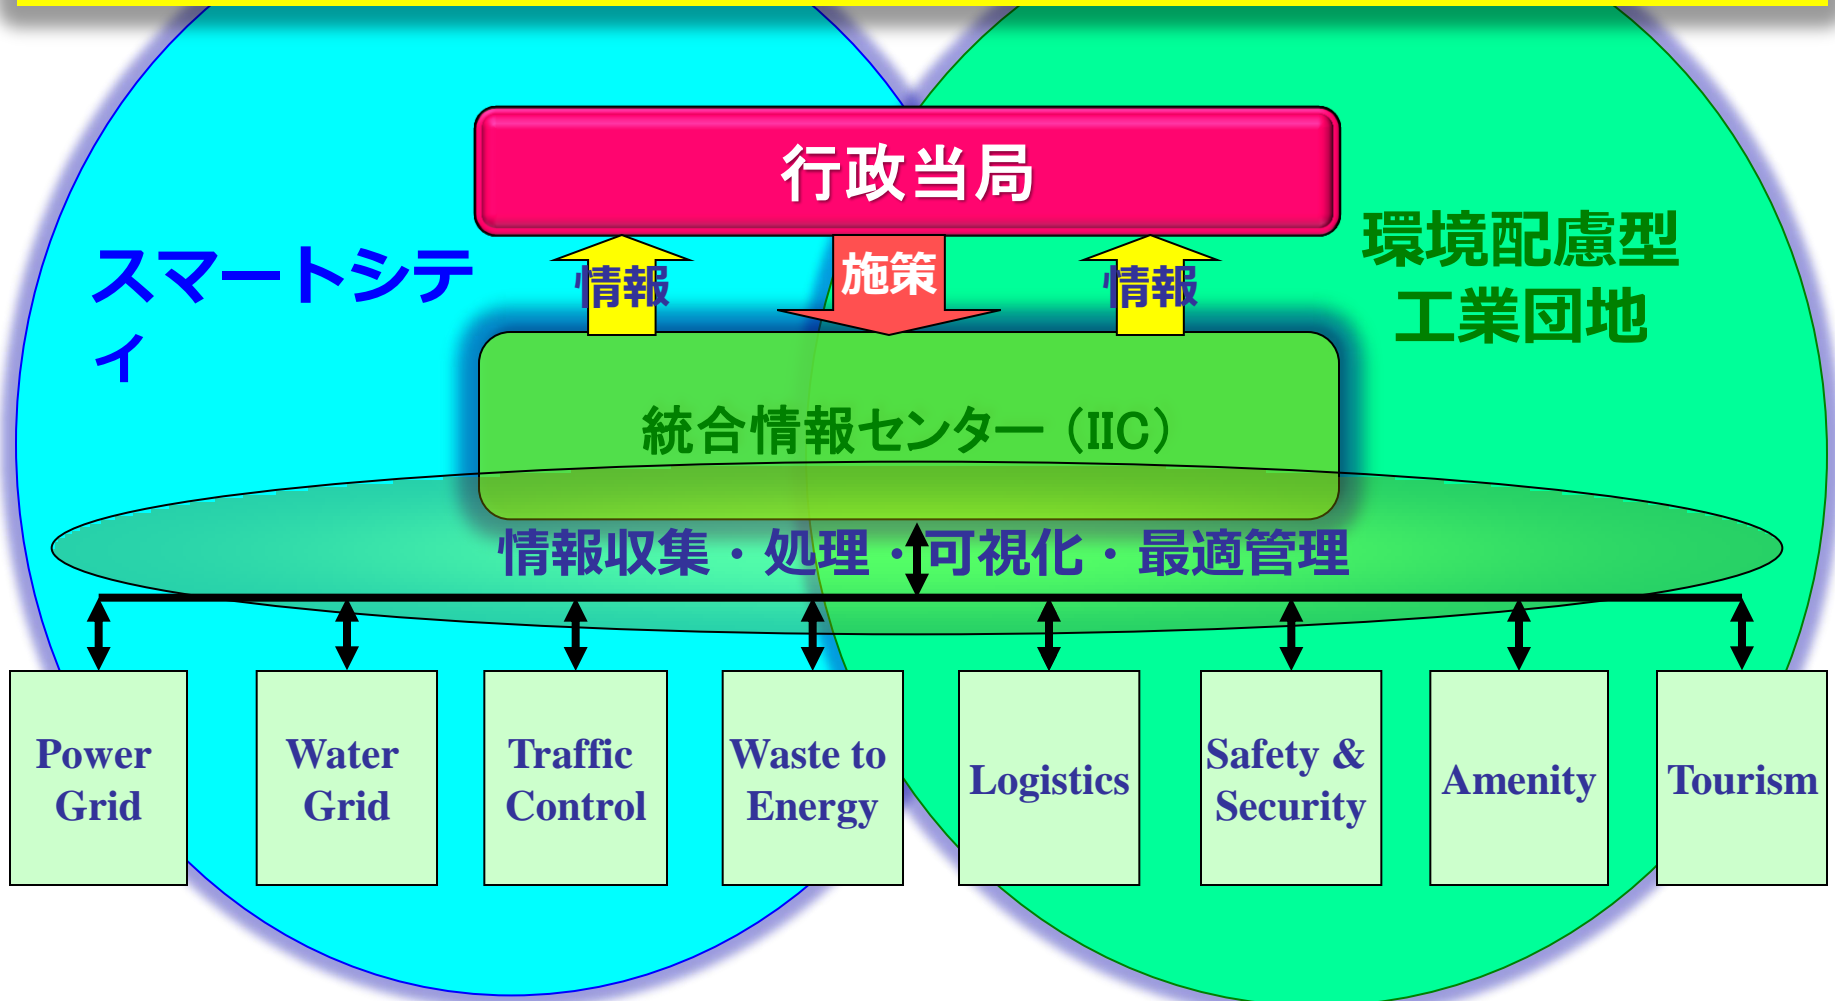 行政当局
スマートシテ
ィ
情報
施策
情報
環境配慮型
工業団地
統合情報センター（IIC）
情報収集・処理・可視化・最適管理
Power
Grid
Water
Grid
Traffic
Control
Waste to
Energy
Logistics
Safety &
Security
Amenity
Tourism